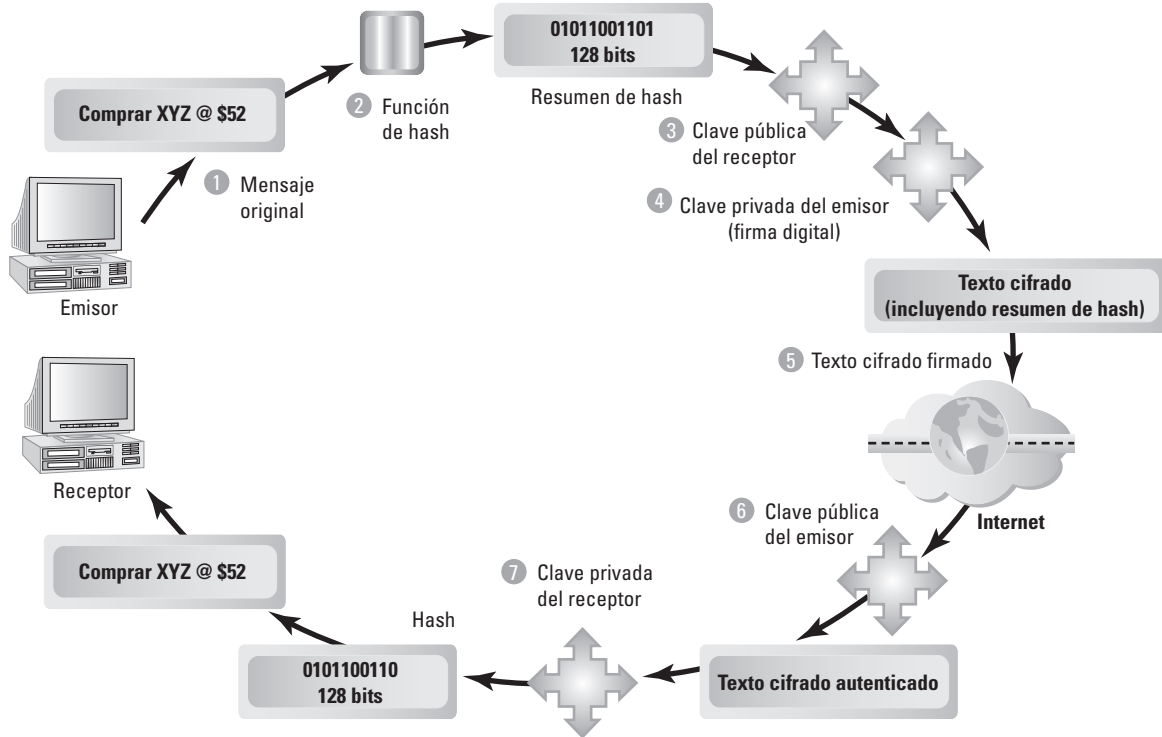 01011001101
128 bits
Resumen de hash
2 Función
de hash
Comprar XYZ @ $52
1 Mensaje
original
Emisor
3 Clave pública
del receptor
4 Clave privada del emisor
(firma digital)
Texto cifrado
(incluyendo resumen de hash)
5 Texto cifrado firmado
Internet
6 Clave pública
del emisor
Texto cifrado autenticado
7 Clave privada
del receptor
Hash
0101100110
128 bits
Comprar XYZ @ $52
Receptor